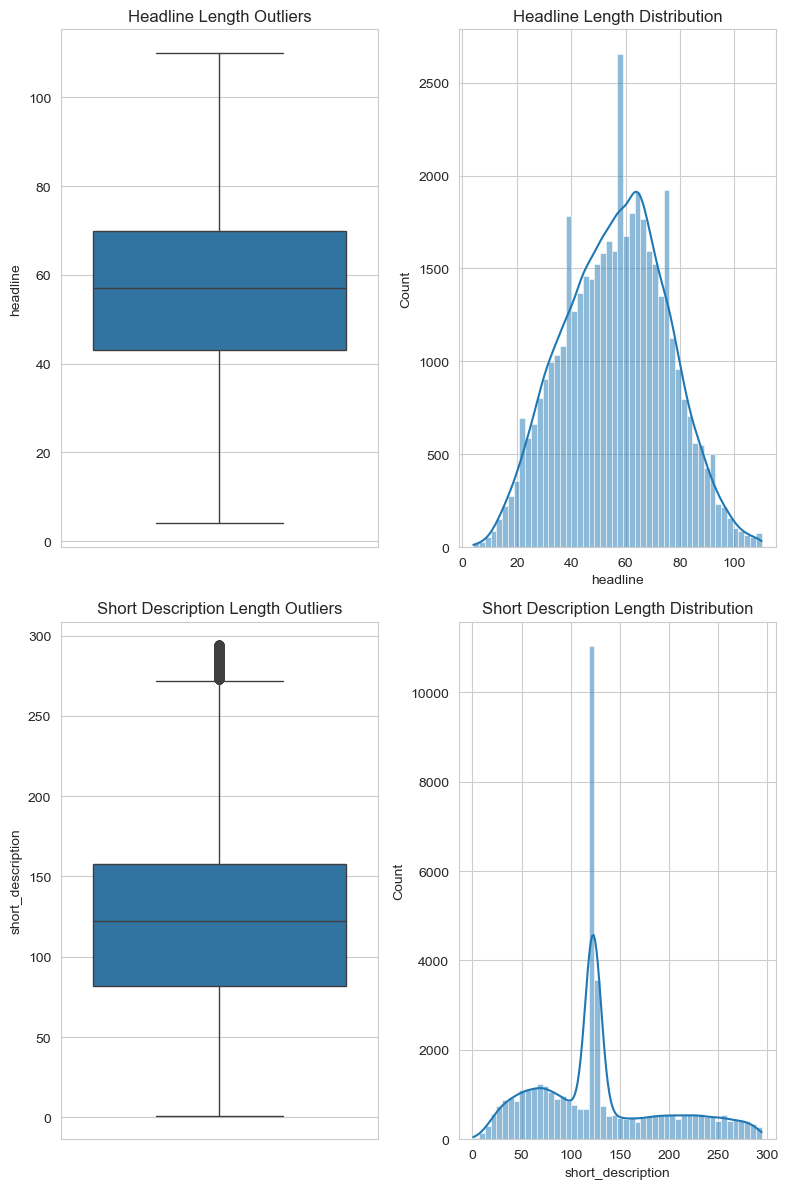 Headline Length Outliers
100
80
60
40
20
0
headline
Headline Length Distribution
2500
2000
1500
1000
500
0
Count
0 20 40 60 80 100
headline
Short Description Length Outliers
300
250
200
150
100
50
0
short_description
Short Description Length Distribution
10000
8000
6000
4000
2000
0
Count
0 50 100 150 200 250 300
short_description